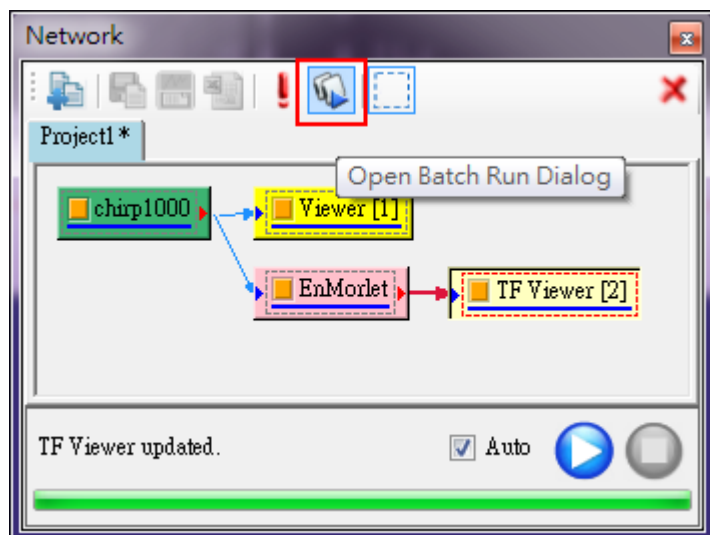 Network
Project1 *
Open Batch Run Dialog
chirp1000
Viewer [1]
EnMorlet
TF Viewer [2]
TF Viewer updated.
Auto